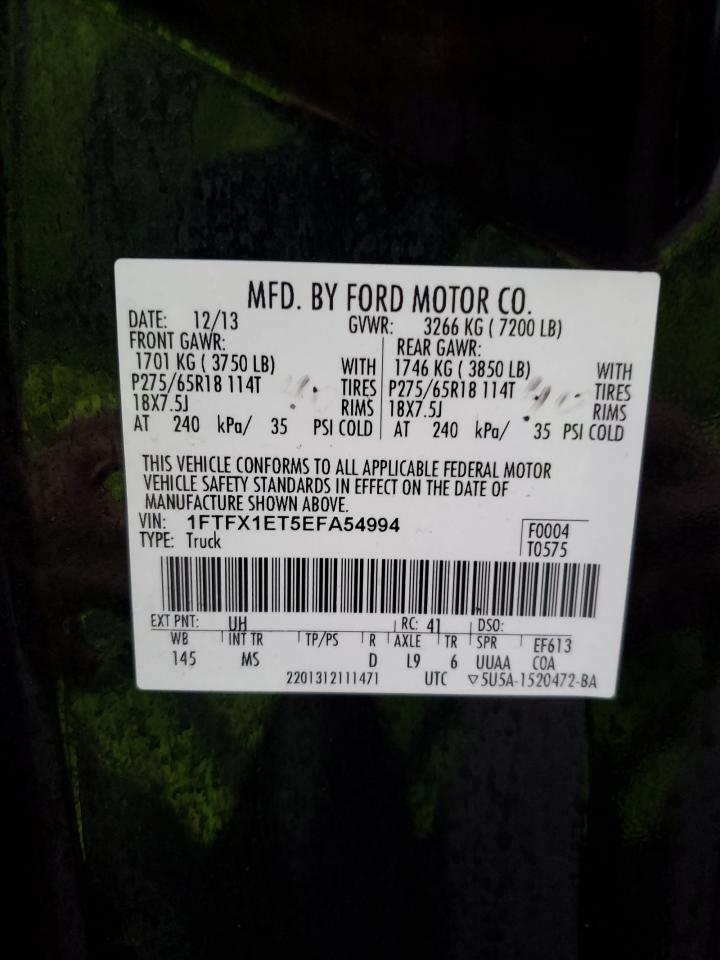 MFD. BY FORD MOTOR CO.
DATE: 12/13 GVWR: 3266 KG ( 7200 LB)
FRONT GAWR: REAR GAWR:
1701 KG ( 3750 LB) WITH 1746 KG ( 3850 LB) WITH
P275/65R18 114T TIRES P275/65R18 114T TIRES
18X7.5J RIMS 18X7.5J RIMS
AT 240 kPa/ 35 PSI COLD AT 240 kPa/ 35 PSI COLD
THIS VEHICLE CONFORMS TO ALL APPLICABLE FEDERAL MOTOR
VEHICLE SAFETY STANDARDS IN EFFECT ON THE DATE OF
MANUFACTURE SHOWN ABOVE.
VIN: 1FTFX1ET5EFA54994 F0004
TYPE: Truck T0575
EXT PNT: UH RC: 41 DSO:
WB INT TR TP/PS R AXLE TR SPR EF613
145 MS D L9 6 UUAA COA
2201312111471 UTC ▽5U5A-1520472-BA